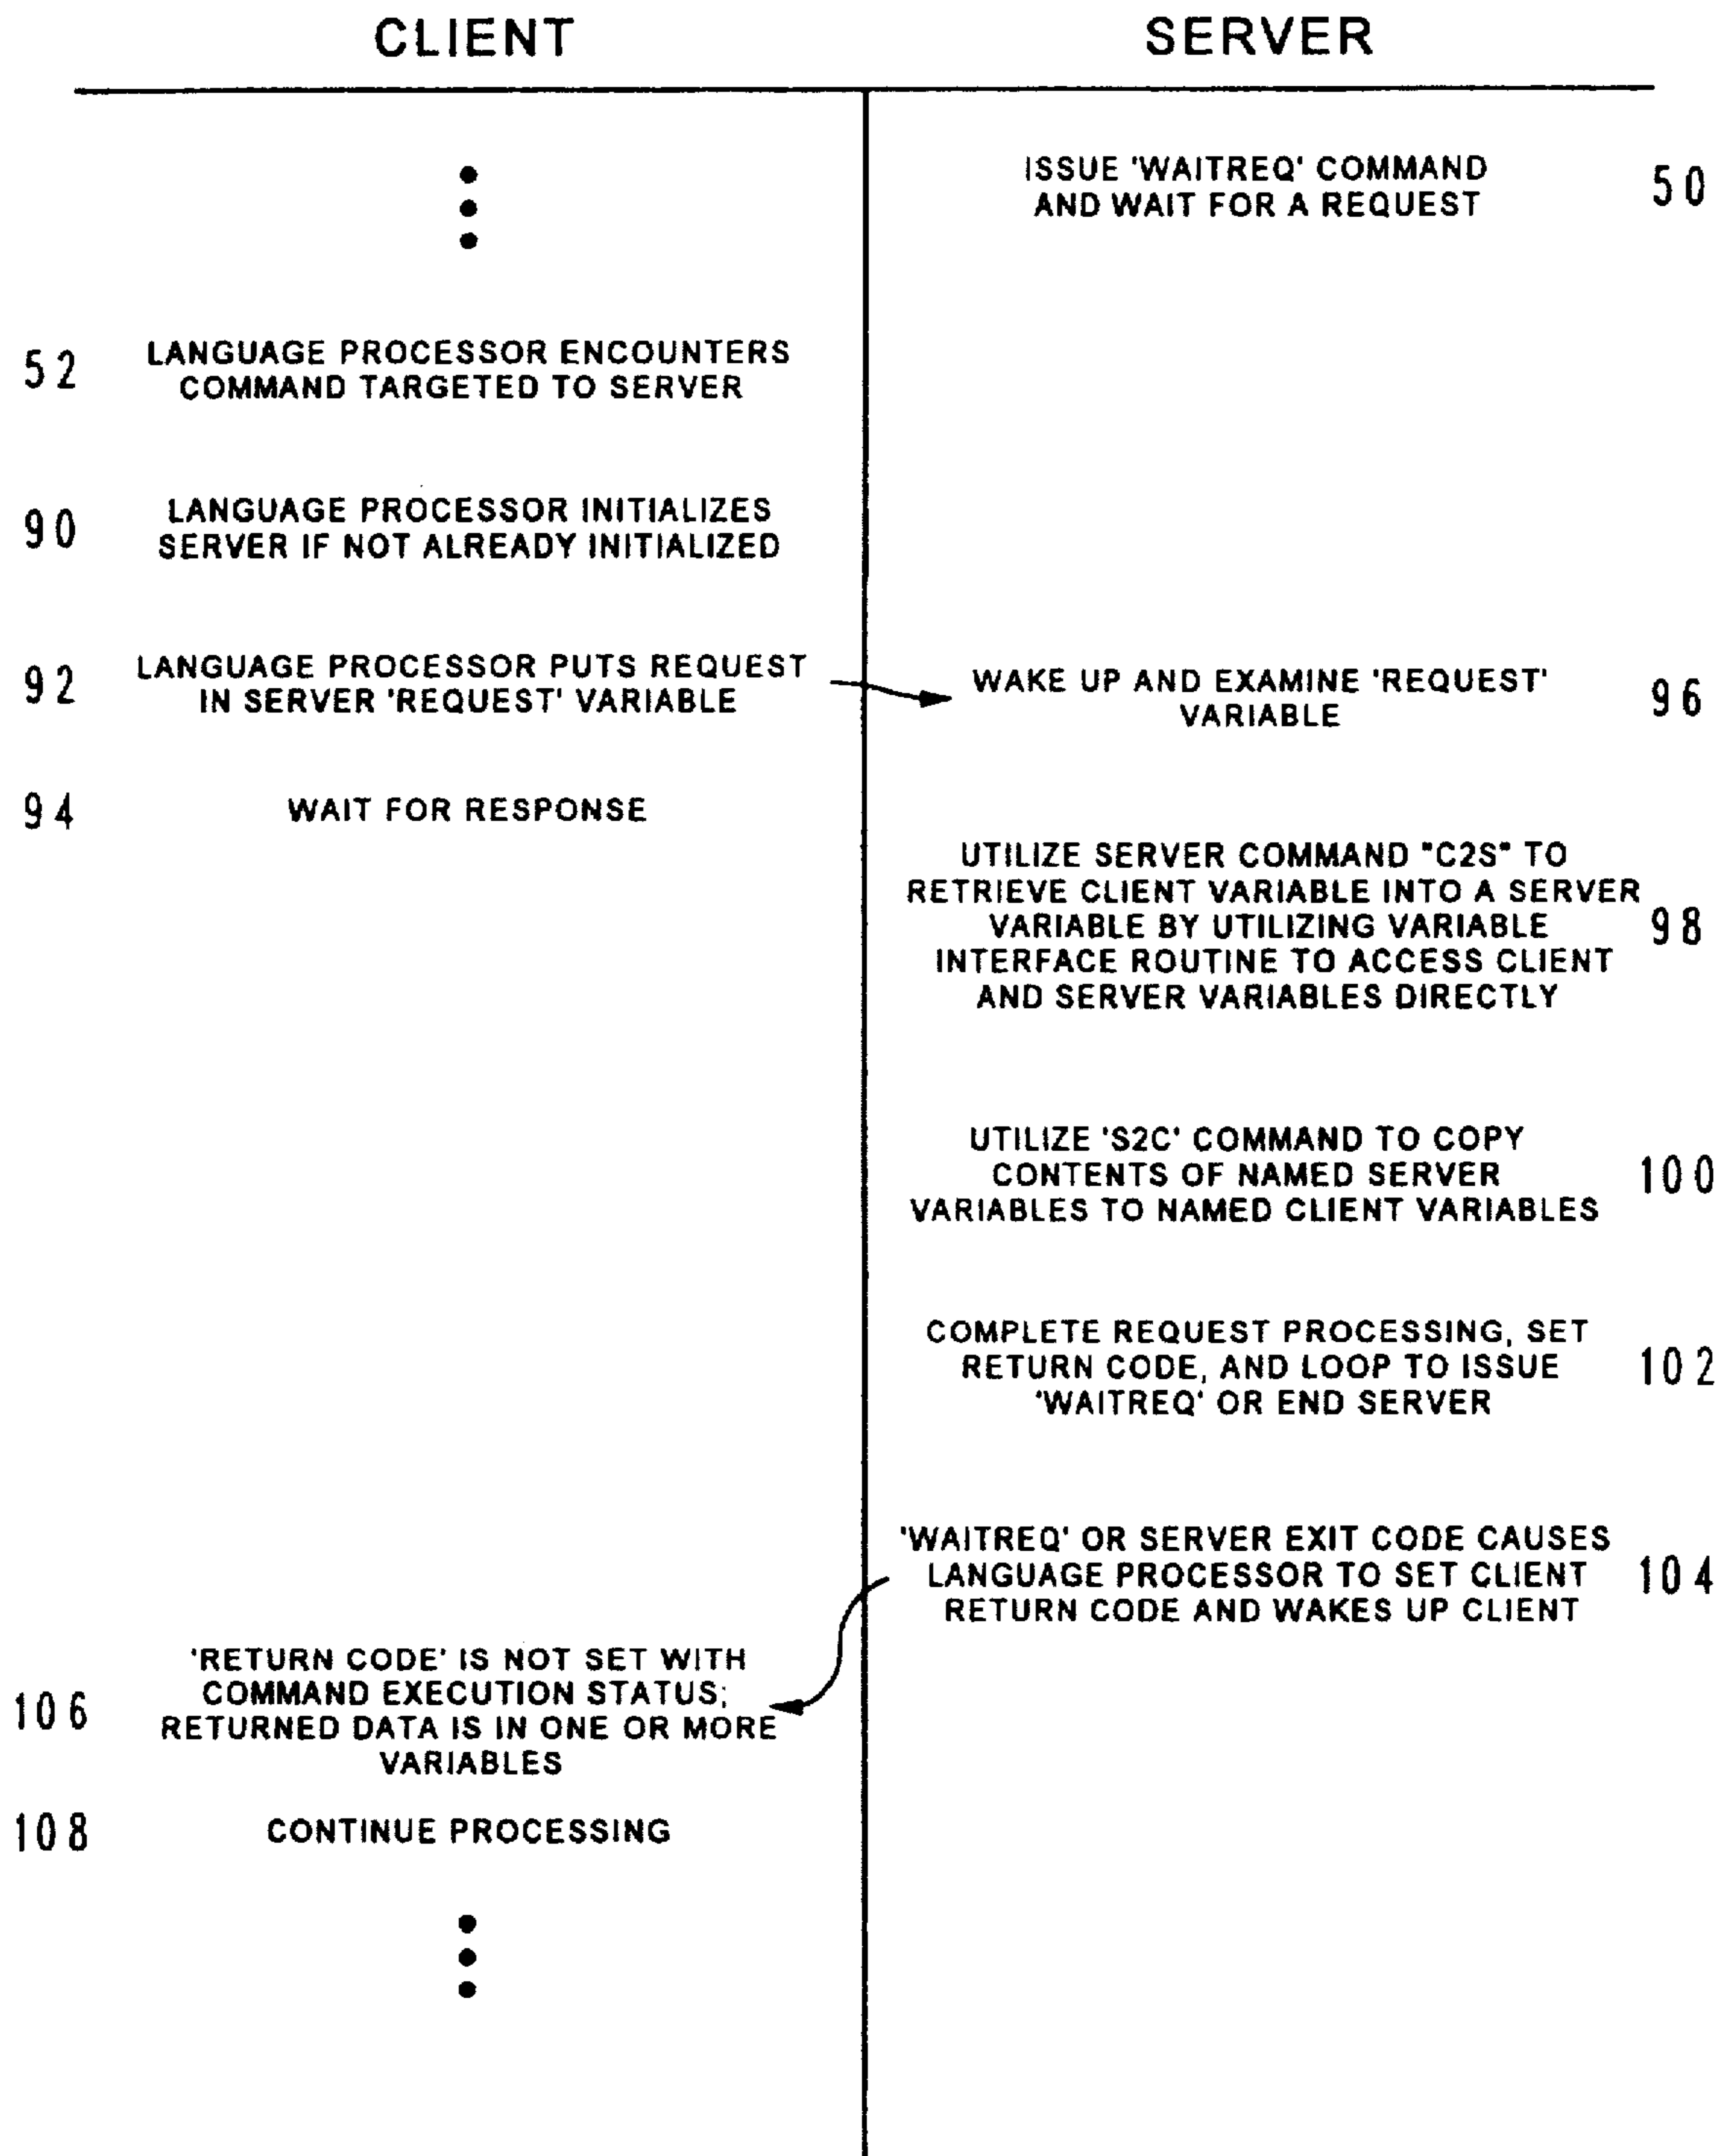 CLIENT
SERVER
ISSUE 'WAITREQ' COMMAND
AND WAIT FOR A REQUEST
50
52
LANGUAGE PROCESSOR ENCOUNTERS
COMMAND TARGETED TO SERVER
90
LANGUAGE PROCESSOR INITIALIZES
SERVER IF NOT ALREADY INITIALIZED
92
LANGUAGE PROCESSOR PUTS REQUEST
IN SERVER 'REQUEST' VARIABLE
WAKE UP AND EXAMINE 'REQUEST'
VARIABLE
96
94
WAIT FOR RESPONSE
UTILIZE SERVER COMMAND "C2S" TO
RETRIEVE CLIENT VARIABLE INTO A SERVER
VARIABLE BY UTILIZING VARIABLE
INTERFACE ROUTINE TO ACCESS CLIENT
AND SERVER VARIABLES DIRECTLY
98
UTILIZE 'S2C' COMMAND TO COPY
CONTENTS OF NAMED SERVER
VARIABLES TO NAMED CLIENT VARIABLES
100
COMPLETE REQUEST PROCESSING, SET
RETURN CODE, AND LOOP TO ISSUE
'WAITREQ' OR END SERVER
102
'WAITREQ' OR SERVER EXIT CODE CAUSES
LANGUAGE PROCESSOR TO SET CLIENT
RETURN CODE AND WAKES UP CLIENT
104
106
'RETURN CODE' IS NOT SET WITH
COMMAND EXECUTION STATUS;
RETURNED DATA IS IN ONE OR MORE
VARIABLES
108
CONTINUE PROCESSING